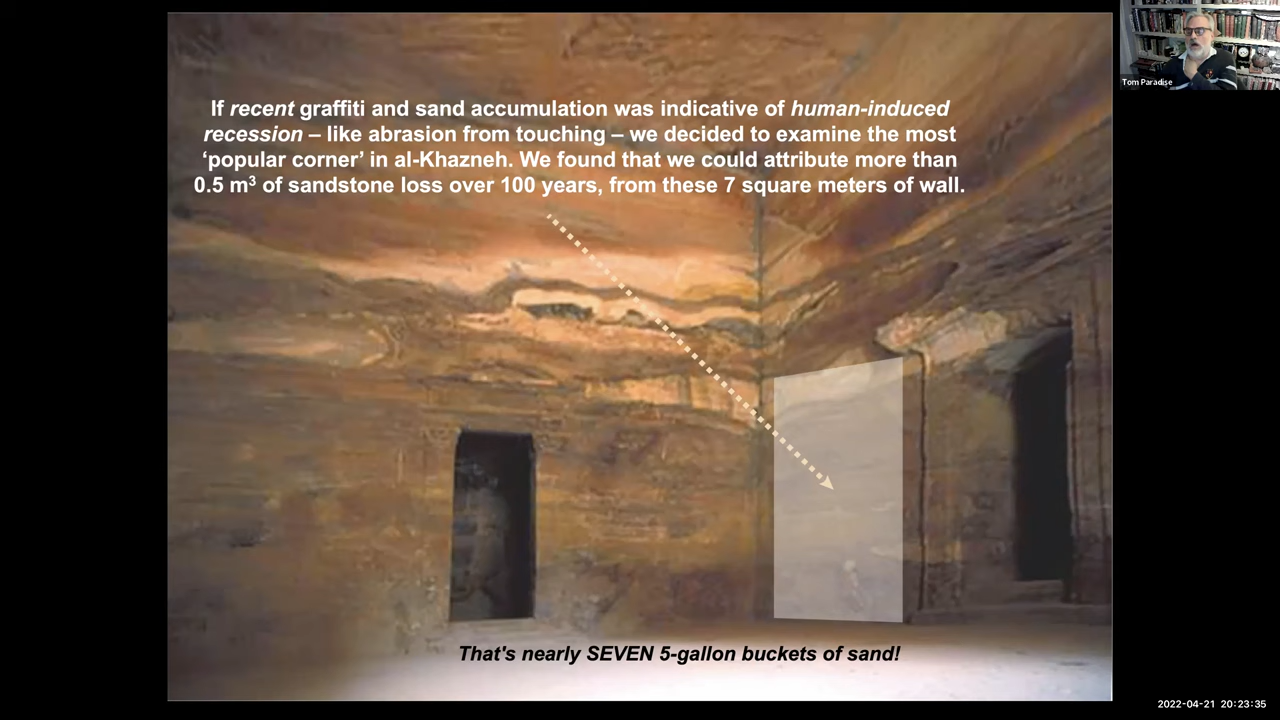 If recent graffiti and sand accumulation was indicative of human-induced
recession – like abrasion from touching – we decided to examine the most
‘popular corner’ in al-Khazneh. We found that we could attribute more than
0.5 m³ of sandstone loss over 100 years, from these 7 square meters of wall.
That's nearly SEVEN 5-gallon buckets of sand!
Tom Paradise
2022-04-21 20:23:35